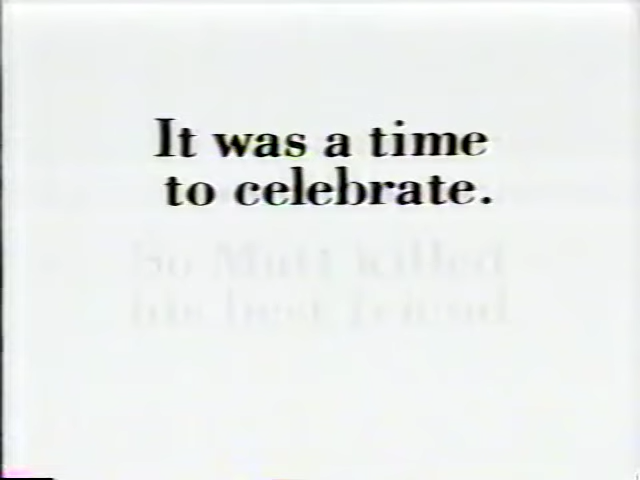 It was a time
to celebrate.
So Matt killed
his best friend